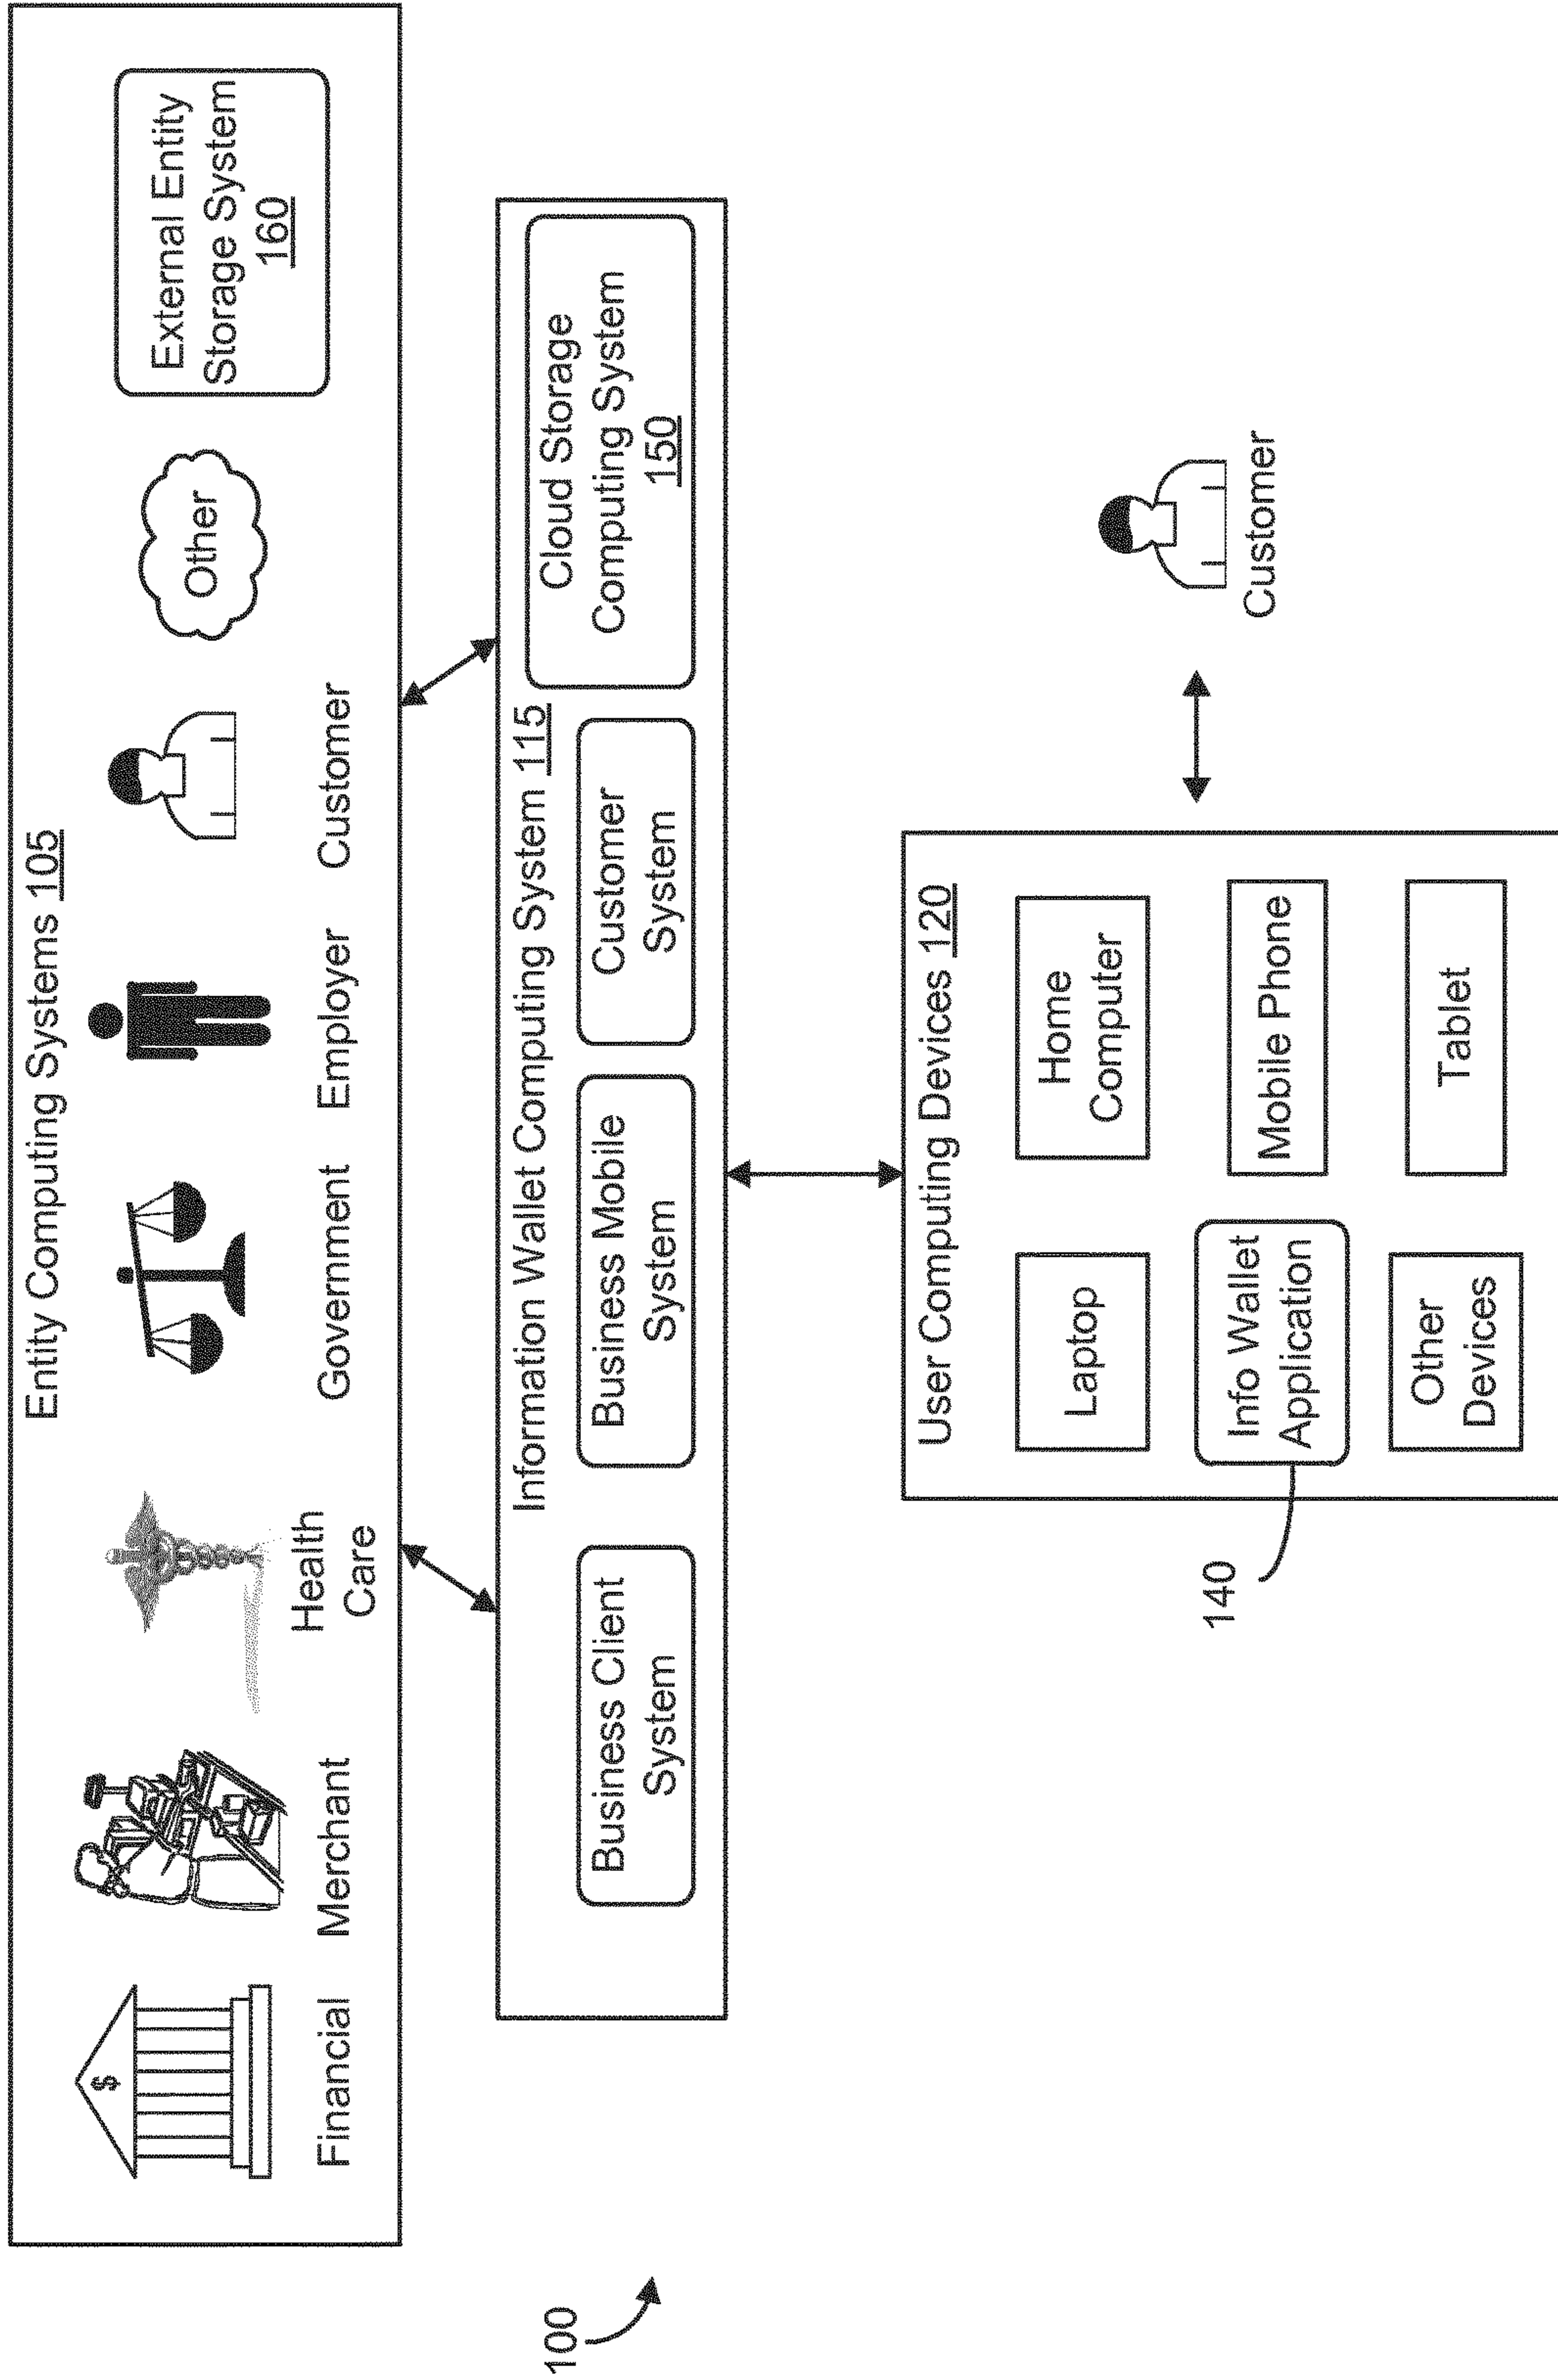 100
Entity Computing Systems 105
$
Financial
Merchant
Health
Care
Government
Employer
Customer
Other
External Entity
Storage System
160
Information Wallet Computing System 115
Business Client
System
Business Mobile
System
Customer
System
Cloud Storage
Computing System
150
User Computing Devices 120
Laptop
Home
Computer
Info Wallet
Application
Mobile Phone
Other
Devices
Tablet
140
Customer